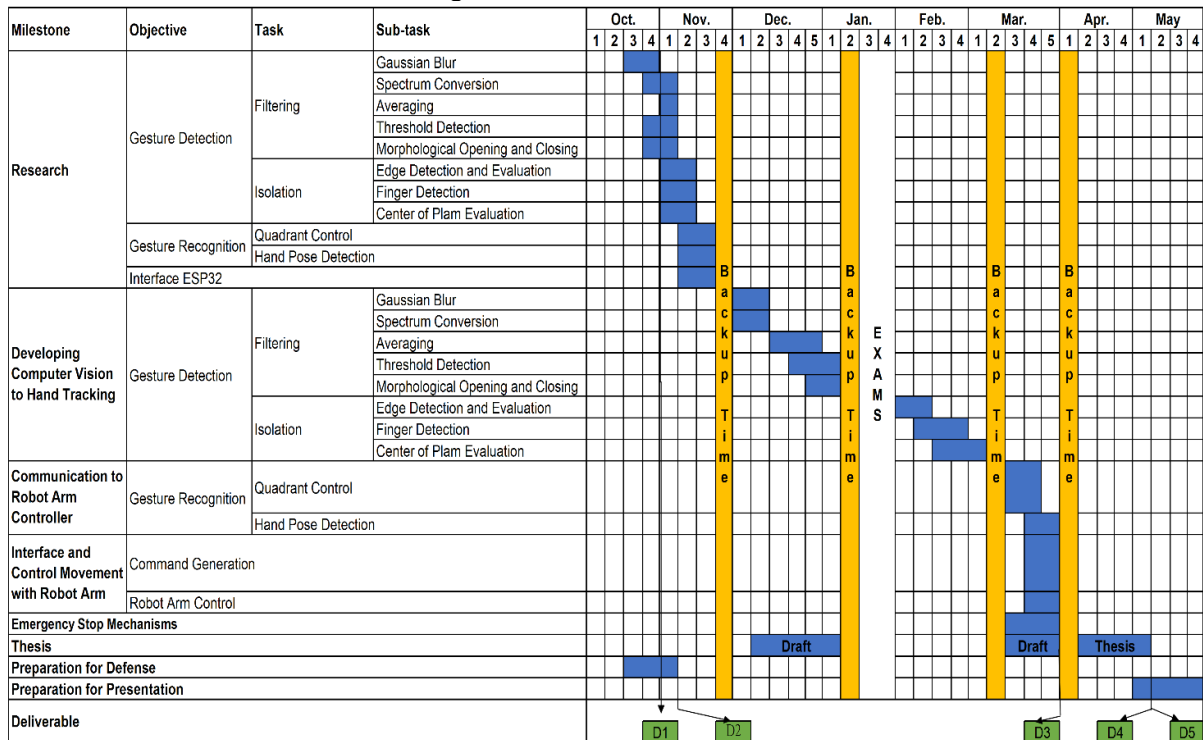 Milestone Objective Task Sub-task Oct. Nov. Dec. Jan. Feb. Mar. Apr. May
1 2 3 4 1 2 3 4 1 2 3 4 5 1 2 3 4 1 2 3 4 1 2 3 4 5 1 2 3 4 1 2 3 4
Research
Gesture Detection
Filtering
Gaussian Blur
Spectrum Conversion
Averaging
Threshold Detection
Morphological Opening and Closing
Isolation
Edge Detection and Evaluation
Finger Detection
Center of Plam Evaluation
Gesture Recognition
Quadrant Control
Hand Pose Detection
Interface ESP32
Developing
Computer Vision
to Hand Tracking
Gesture Detection
Filtering
Gaussian Blur
Spectrum Conversion
Averaging
Threshold Detection
Morphological Opening and Closing
Isolation
Edge Detection and Evaluation
Finger Detection
Center of Plam Evaluation
Backup Time
Backup Time
EXAMS
Backup Time
Backup Time
Communication to
Robot Arm
Controller
Gesture Recognition
Quadrant Control
Hand Pose Detection
Interface and
Control Movement
with Robot Arm
Command Generation
Robot Arm Control
Emergency Stop Mechanisms
Thesis Draft Draft Thesis
Preparation for Defense
Preparation for Presentation
Deliverable D1 D2 D3 D4 D5